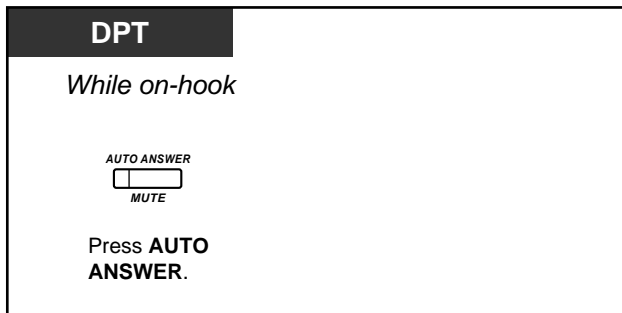 DPT
While on-hook
AUTO ANSWER
MUTE
Press AUTO
ANSWER.